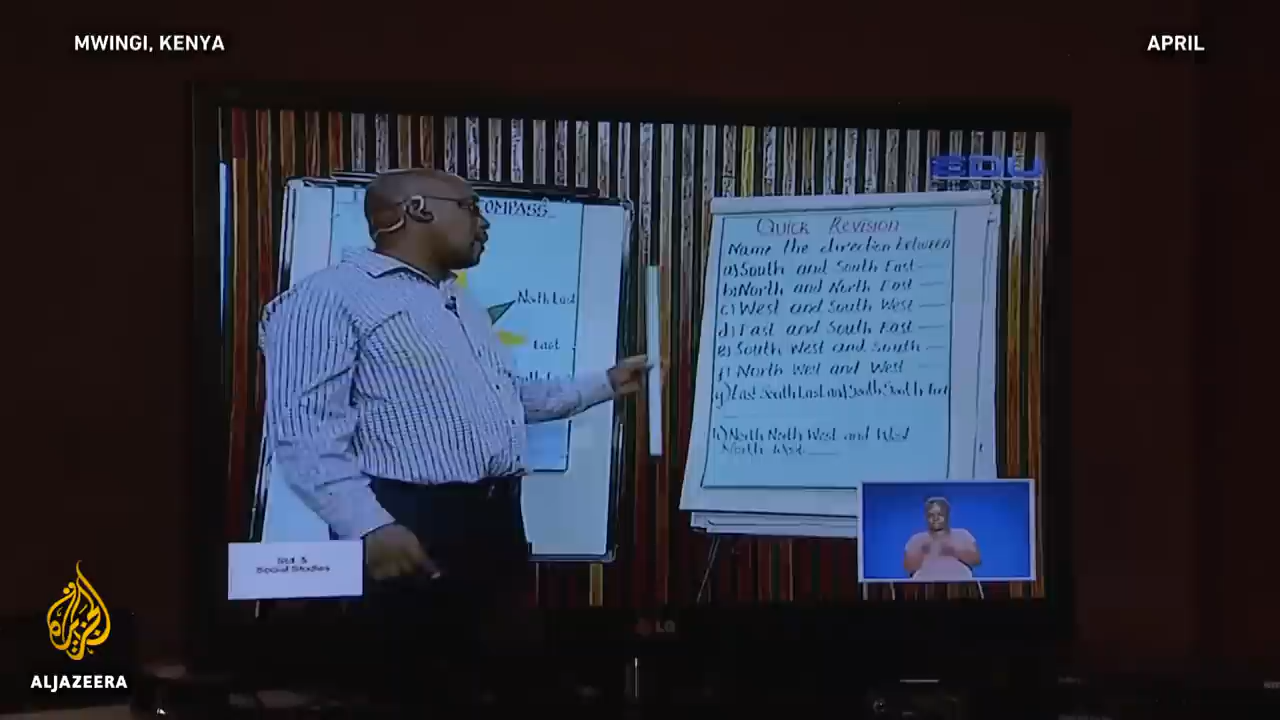 MWINGI, KENYA
APRIL
EDU
COMPASS
North East
East
South East
Quick Revision
Name the direction between
a) South and South East
b) North and North East
c) West and South West
d) East and South East
e) South West and South
f) North West and West
g) East South East and South South East
h) North North West and West
North West
Std. 5
Social Studies
LG
ALJAZEERA